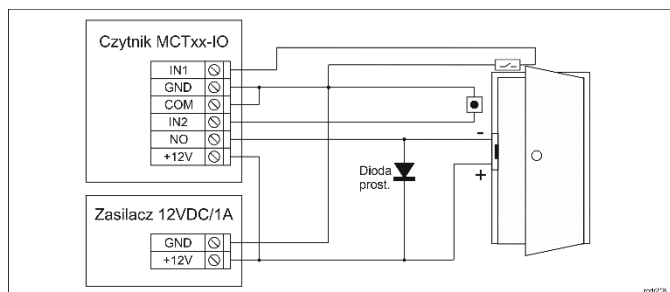 Czytnik MCTxx-IO
IN1
GND
COM
IN2
NO
+12V
-
+
Dioda
prost.
Zasilacz 12VDC/1A
GND
+12V